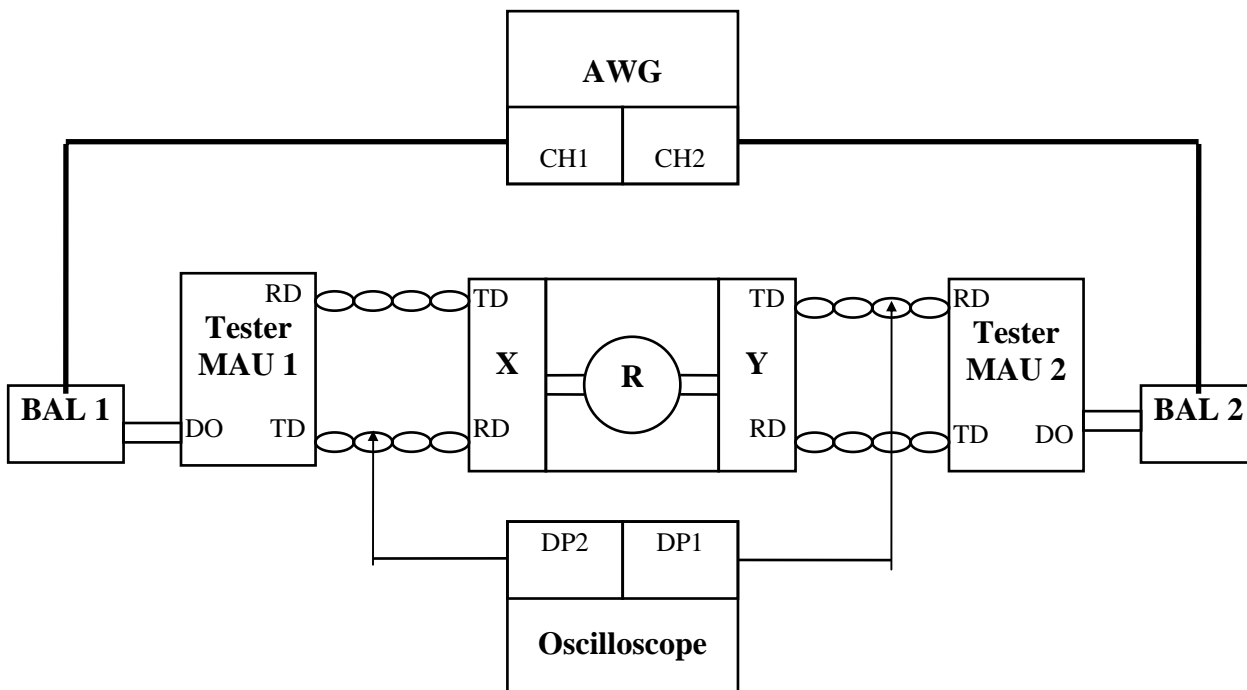 AWG
CH1 CH2
RD TD TD RD
Tester MAU 1
X R Y
Tester MAU 2
BAL 1 BAL 2
DO TD RD RD TD DO
DP2 DP1
Oscilloscope